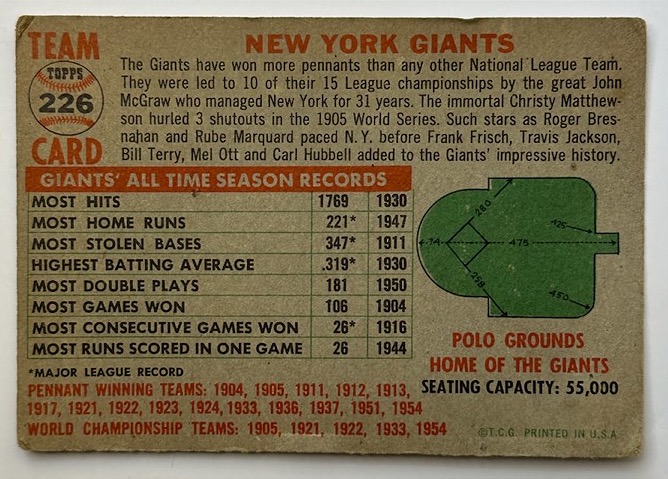 TEAM
TOPPS
226
CARD
NEW YORK GIANTS
The Giants have won more pennants than any other National League Team.
They were led to 10 of their 15 League championships by the great John
McGraw who managed New York for 31 years. The immortal Christy Matthew-
son hurled 3 shutouts in the 1905 World Series. Such stars as Roger Bres-
nahan and Rube Marquard paced N.Y. before Frank Frisch, Travis Jackson,
Bill Terry, Mel Ott and Carl Hubbell added to the Giants' impressive history.
GIANTS' ALL TIME SEASON RECORDS
MOST HITS 1769 1930
MOST HOME RUNS 221* 1947
MOST STOLEN BASES 347* 1911
HIGHEST BATTING AVERAGE .319* 1930
MOST DOUBLE PLAYS 181 1950
MOST GAMES WON 106 1904
MOST CONSECUTIVE GAMES WON 26* 1916
MOST RUNS SCORED IN ONE GAME 26 1944
*MAJOR LEAGUE RECORD
PENNANT WINNING TEAMS: 1904, 1905, 1911, 1912, 1913,
1917, 1921, 1922, 1923, 1924, 1933, 1936, 1937, 1951, 1954
WORLD CHAMPIONSHIP TEAMS: 1905, 1921, 1922, 1933, 1954
280
425
74
475
258
450
POLO GROUNDS
HOME OF THE GIANTS
SEATING CAPACITY: 55,000
©T.C.G. PRINTED IN U.S.A